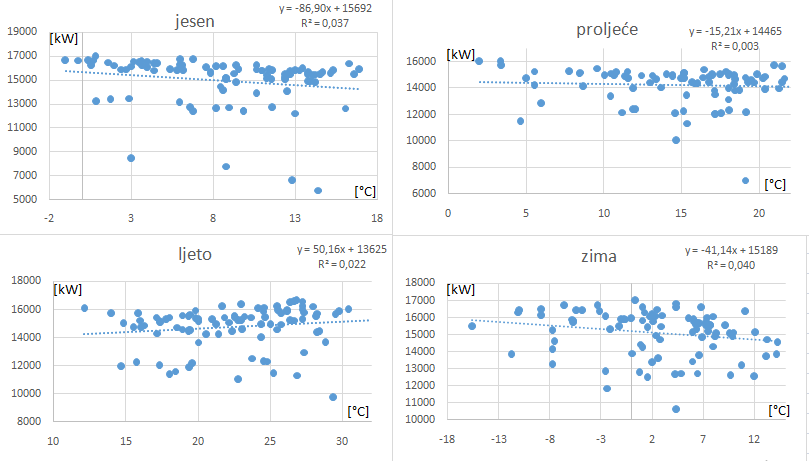 jesen
y = -86,90x + 15692
R² = 0,037
[kW]
19000
17000
15000
13000
11000
9000
7000
5000
[°C]
-2 3 8 13 18
proljeće
y = -15,21x + 14465
R² = 0,003
[kW]
16000
14000
12000
10000
8000
6000
[°C]
0 5 10 15 20
ljeto
y = 50,16x + 13625
R² = 0,022
18000
[kW]
16000
14000
12000
10000
8000
[°C]
10 15 20 25 30
zima
y = -41,14x + 15189
R² = 0,040
18000
[kW]
17000
16000
15000
14000
13000
12000
11000
10000
[°C]
-18 -13 -8 -3 2 7 12